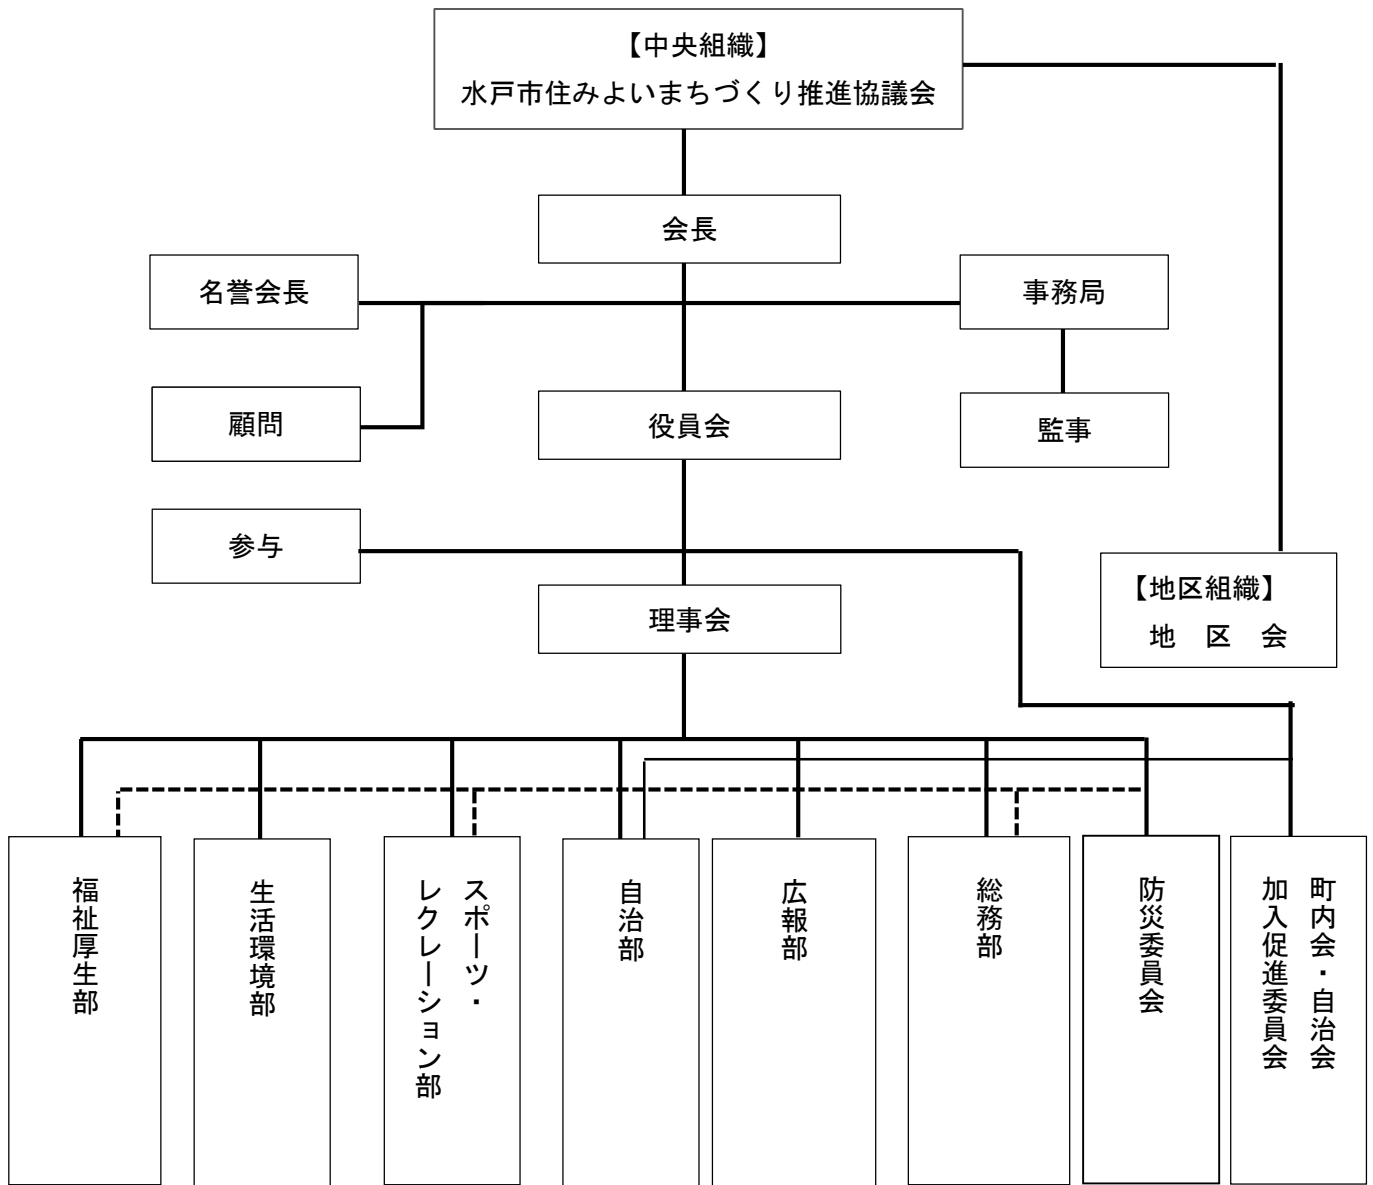 【中央組織】
水戸市住みよいまちづくり推進協議会
会長
名誉会長
事務局
顧問
役員会
監事
参与
【地区組織】
地　区　会
理事会
福祉厚生部
生活環境部
スポーツ・
レクレーション部
自治部
広報部
総務部
防災委員会
町内会・自治会
加入促進委員会